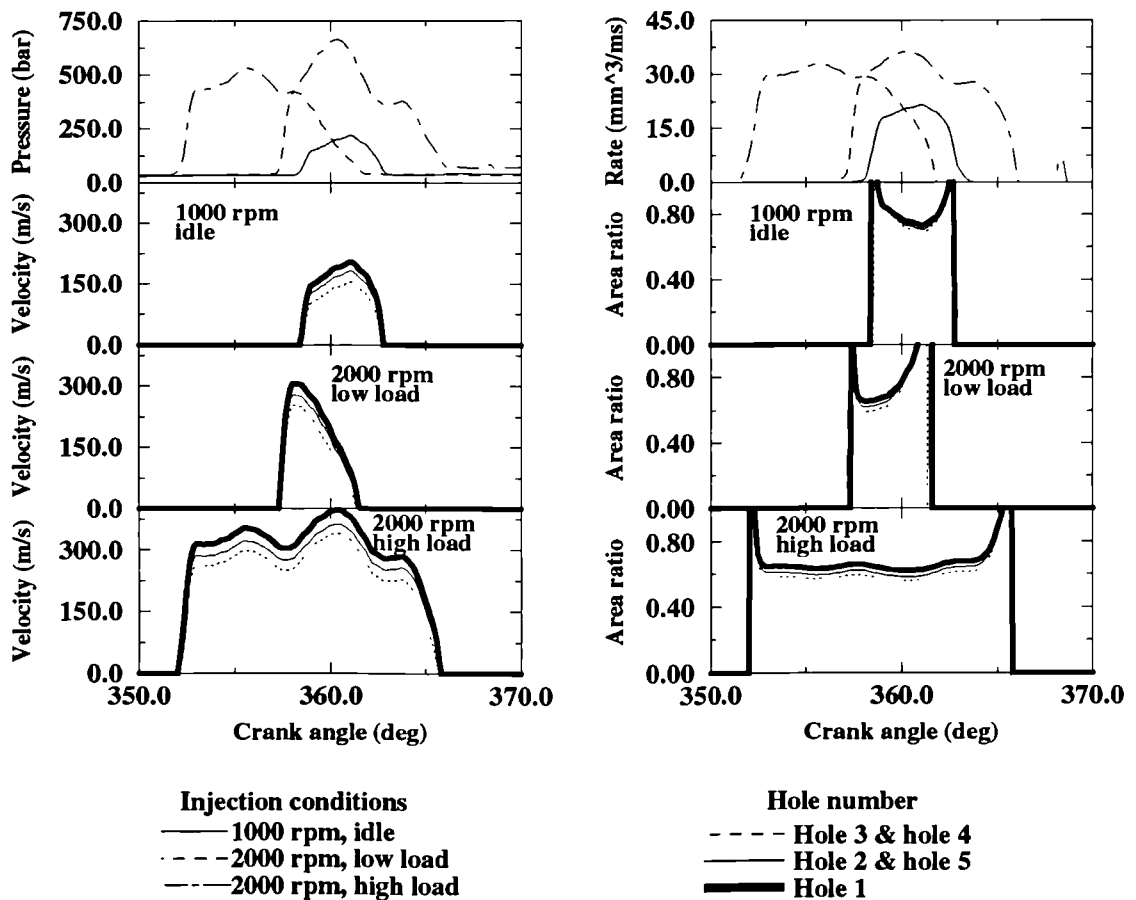 750.0
500.0
250.0
0.0
Pressure (bar)
300.0
150.0
0.0
Velocity (m/s)
1000 rpm
idle
300.0
150.0
0.0
Velocity (m/s)
2000 rpm
low load
300.0
150.0
0.0
Velocity (m/s)
2000 rpm
high load
350.0 360.0 370.0
Crank angle (deg)
45.0
30.0
15.0
0.0
Rate (mm^3/ms)
0.80
0.40
0.00
Area ratio
1000 rpm
idle
0.80
0.40
0.00
Area ratio
2000 rpm
low load
0.80
0.40
0.00
Area ratio
2000 rpm
high load
350.0 360.0 370.0
Crank angle (deg)
Injection conditions
1000 rpm, idle
2000 rpm, low load
2000 rpm, high load
Hole number
Hole 3 & hole 4
Hole 2 & hole 5
Hole 1